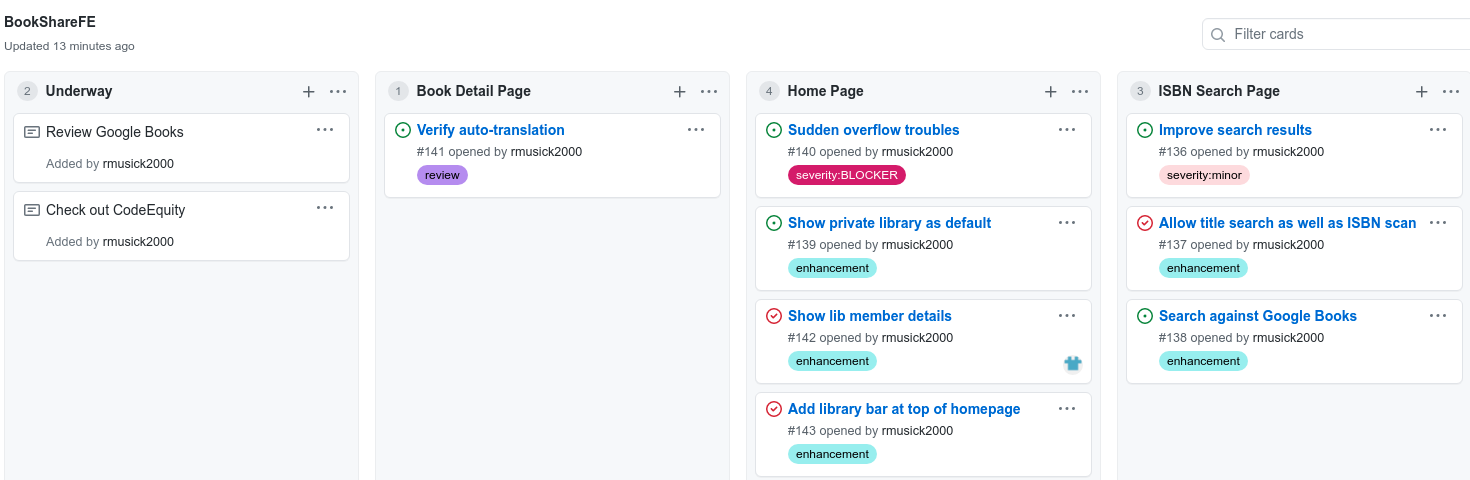 BookShareFE
Updated 13 minutes ago
Filter cards
2 Underway
Review Google Books
Added by rmusick2000
Check out CodeEquity
Added by rmusick2000
1 Book Detail Page
Verify auto-translation
#141 opened by rmusick2000
review
4 Home Page
Sudden overflow troubles
#140 opened by rmusick2000
severity:BLOCKER
Show private library as default
#139 opened by rmusick2000
enhancement
Show lib member details
#142 opened by rmusick2000
enhancement
Add library bar at top of homepage
#143 opened by rmusick2000
enhancement
3 ISBN Search Page
Improve search results
#136 opened by rmusick2000
severity:minor
Allow title search as well as ISBN scan
#137 opened by rmusick2000
enhancement
Search against Google Books
#138 opened by rmusick2000
enhancement